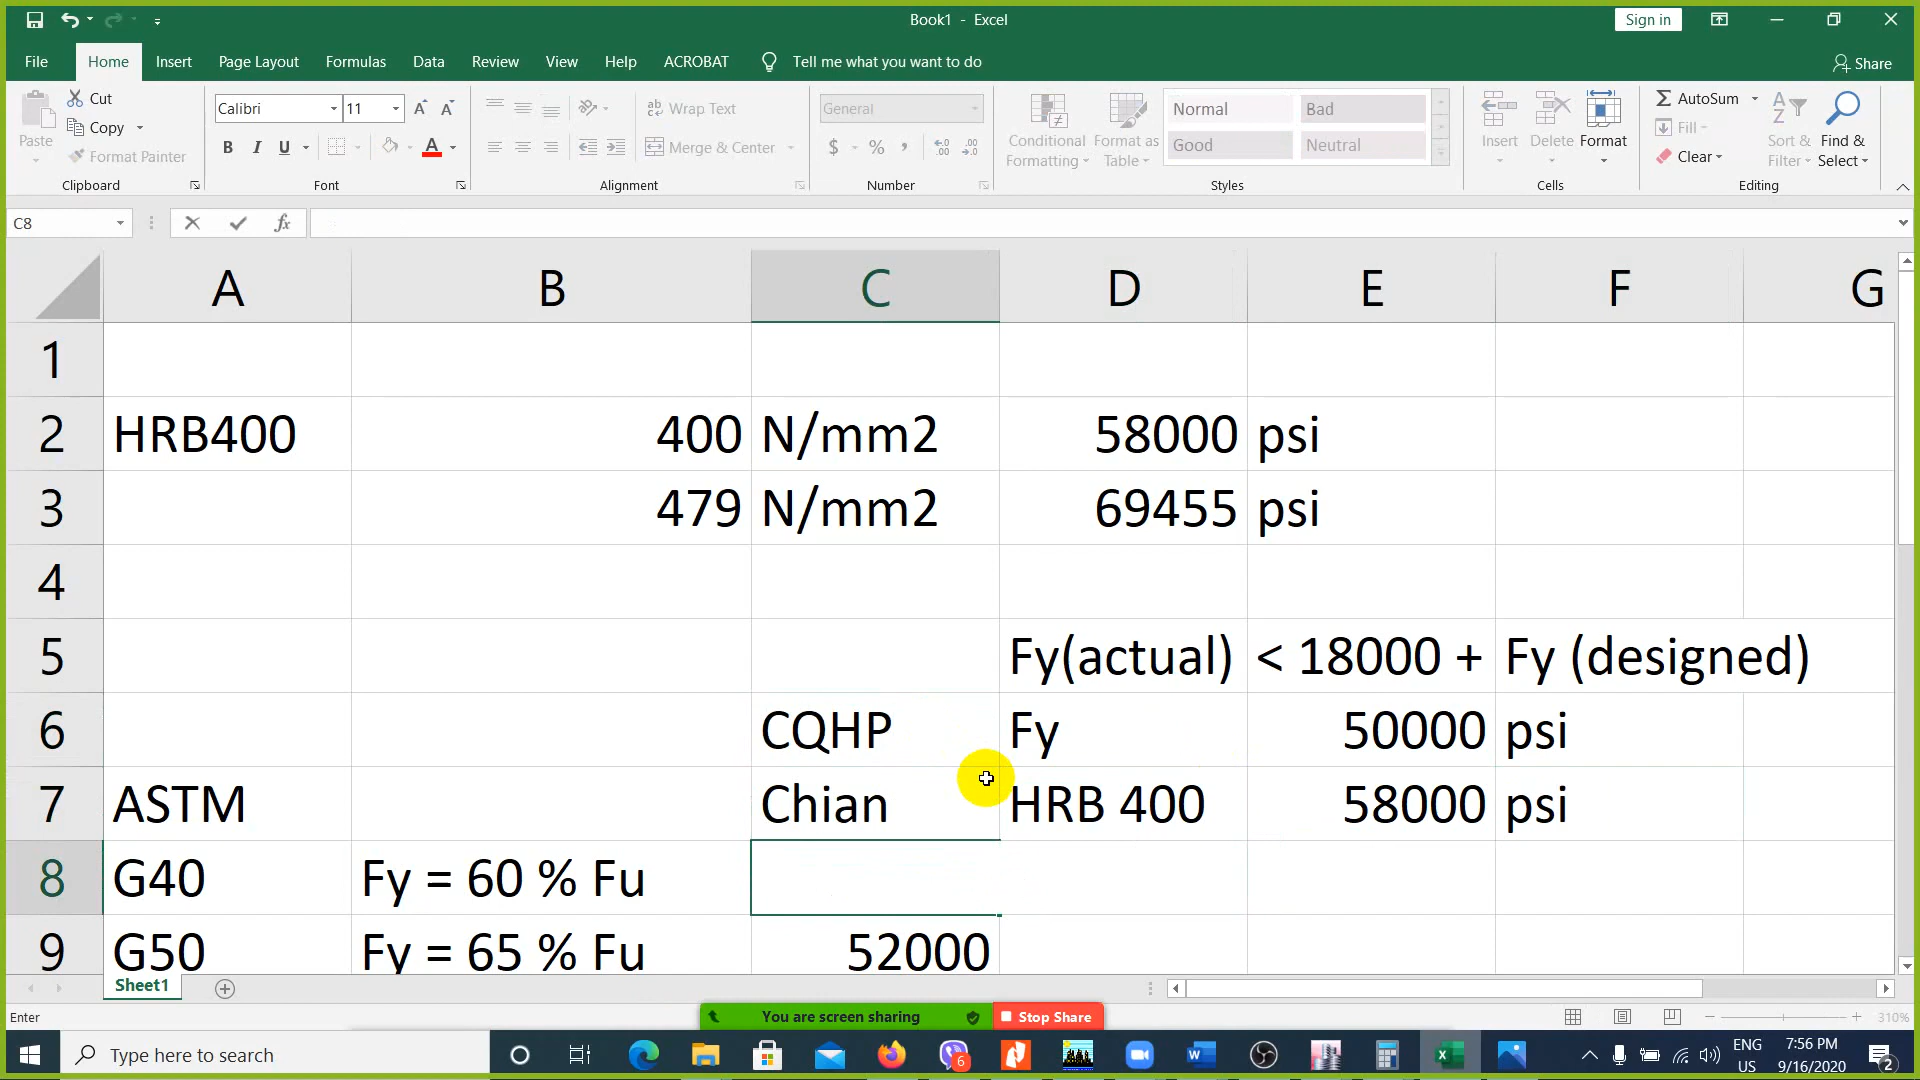 Book1 - Excel
Sign in
File Home Insert Page Layout Formulas Data Review View Help ACROBAT Tell me what you want to do Share
Cut
Copy
Format Painter
Paste
Clipboard
Calibri 11
B I U A
Font
Wrap Text
Merge & Center
Alignment
General
$ % ,
Number
Conditional Formatting
Format as Table
Normal Bad
Good Neutral
Styles
Insert Delete Format
Cells
AutoSum
Fill
Clear
Sort & Filter
Find & Select
Editing
C8 fx
A B C D E F G
1
2 HRB400 400 N/mm2 58000 psi
3 479 N/mm2 69455 psi
4
5 Fy(actual) < 18000 + Fy (designed)
6 CQHP Fy 50000 psi
7 ASTM Chian HRB 400 58000 psi
8 G40 Fy = 60 % Fu
9 G50 Fy = 65 % Fu 52000
Sheet1
Enter
You are screen sharing Stop Share
310%
Type here to search
6
ENG US
7:56 PM
9/16/2020
2